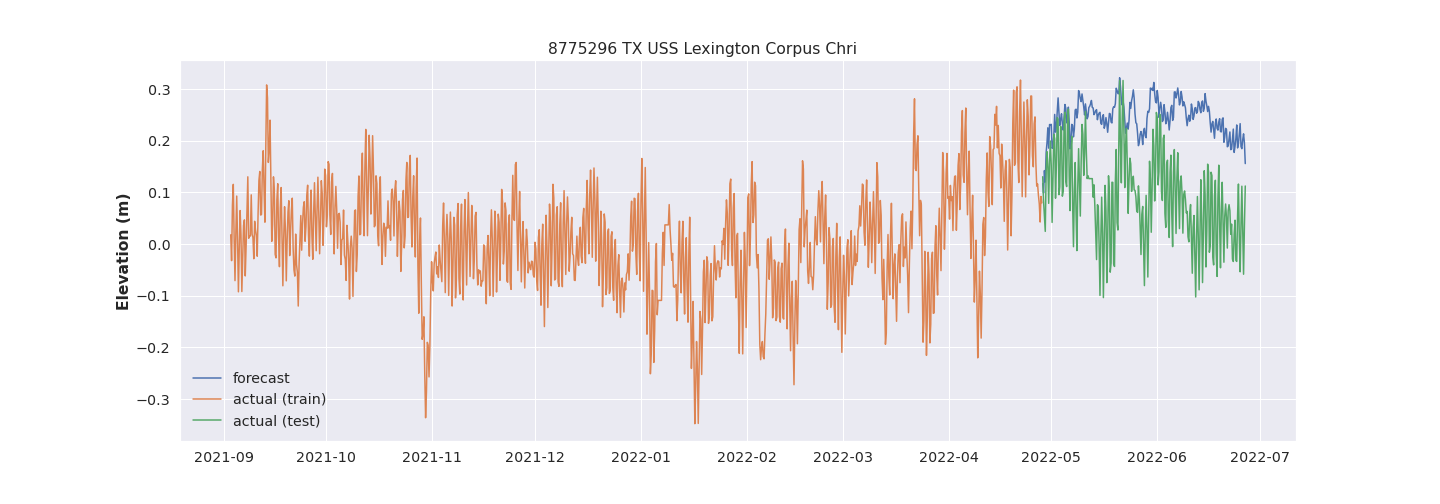 8775296 TX USS Lexington Corpus Chri
Elevation (m)
0.3
0.2
0.1
0.0
−0.1
−0.2
−0.3
forecast
actual (train)
actual (test)
2021-09 2021-10 2021-11 2021-12 2022-01 2022-02 2022-03 2022-04 2022-05 2022-06 2022-07